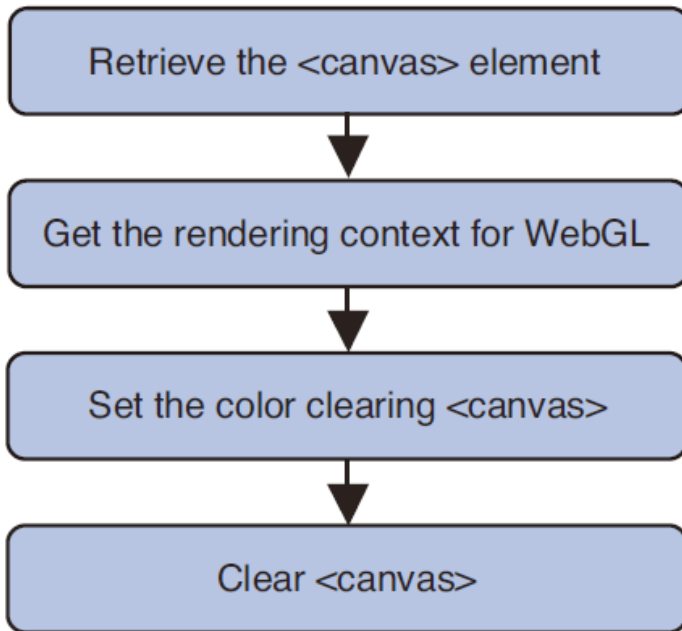 Retrieve the <canvas> element
Get the rendering context for WebGL
Set the color clearing <canvas>
Clear <canvas>